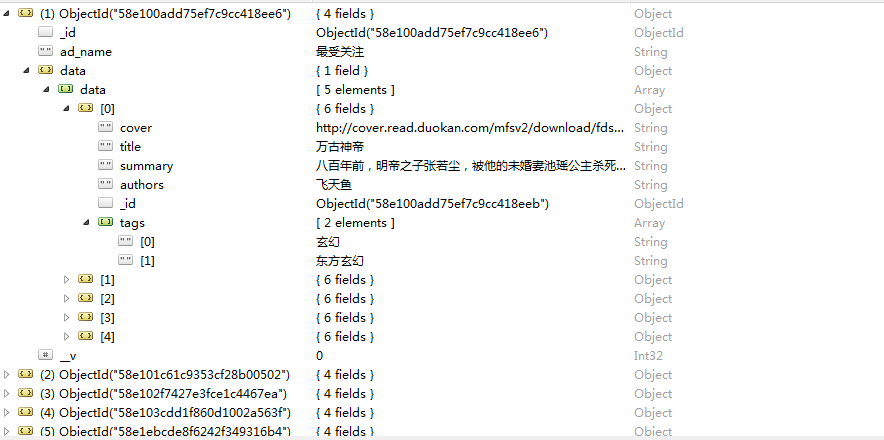 (1) ObjectId("58e100add75ef7c9cc418ee6") { 4 fields } Object
_id ObjectId("58e100add75ef7c9cc418ee6") ObjectId
"" ad_name 最受关注 String
{} data { 1 field } Object
{} data [ 5 elements ] Array
{} [0] { 6 fields } Object
"" cover http://cover.read.duokan.com/mfsv2/download/fds... String
"" title 万古神帝 String
"" summary 八百年前，明帝之子张若尘，被他的未婚妻池瑶公主杀死... String
"" authors 飞天鱼 String
_id ObjectId("58e100add75ef7c9cc418eeb") ObjectId
{} tags [ 2 elements ] Array
"" [0] 玄幻 String
"" [1] 东方玄幻 String
{} [1] { 6 fields } Object
{} [2] { 6 fields } Object
{} [3] { 6 fields } Object
{} [4] { 6 fields } Object
# __v 0 Int32
{} (2) ObjectId("58e101c61c9353cf28b00502") { 4 fields } Object
{} (3) ObjectId("58e102f7427e3fce1c4467ea") { 4 fields } Object
{} (4) ObjectId("58e103cdd1f860d1002a563f") { 4 fields } Object
{} (5) ObjectId("58e1ebcde8f6242f349316b4") { 4 fields } Object